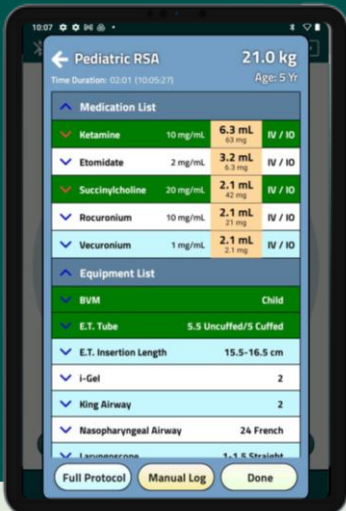 10:07
Pediatric RSA 21.0 kg
Time Duration: 02:01 (10:05:27) Age: 5 Yr
Medication List
Ketamine 10 mg/mL 6.3 mL IV / IO
63 mg
Etomidate 2 mg/mL 3.2 mL IV / IO
6.3 mg
Succinylcholine 20 mg/mL 2.1 mL IV / IO
42 mg
Rocuronium 10 mg/mL 2.1 mL IV / IO
21 mg
Vecuronium 1 mg/mL 2.1 mL IV / IO
2.1 mg
Equipment List
BVM Child
E.T. Tube 5.5 Uncuffed/5 Cuffed
E.T. Insertion Length 15.5-16.5 cm
i-Gel 2
King Airway 2
Nasopharyngeal Airway 24 French
Laryngoscope 1-1.5 Straight
Full Protocol Manual Log Done